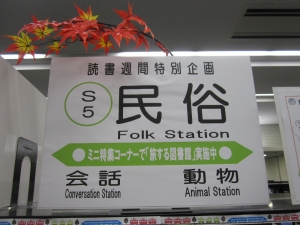 読書週間特別企画
S
5
民俗
Folk Station
●ミニ特集コーナーで「旅する図書館」実施中●
会話 動物
Conversation Station Animal Station